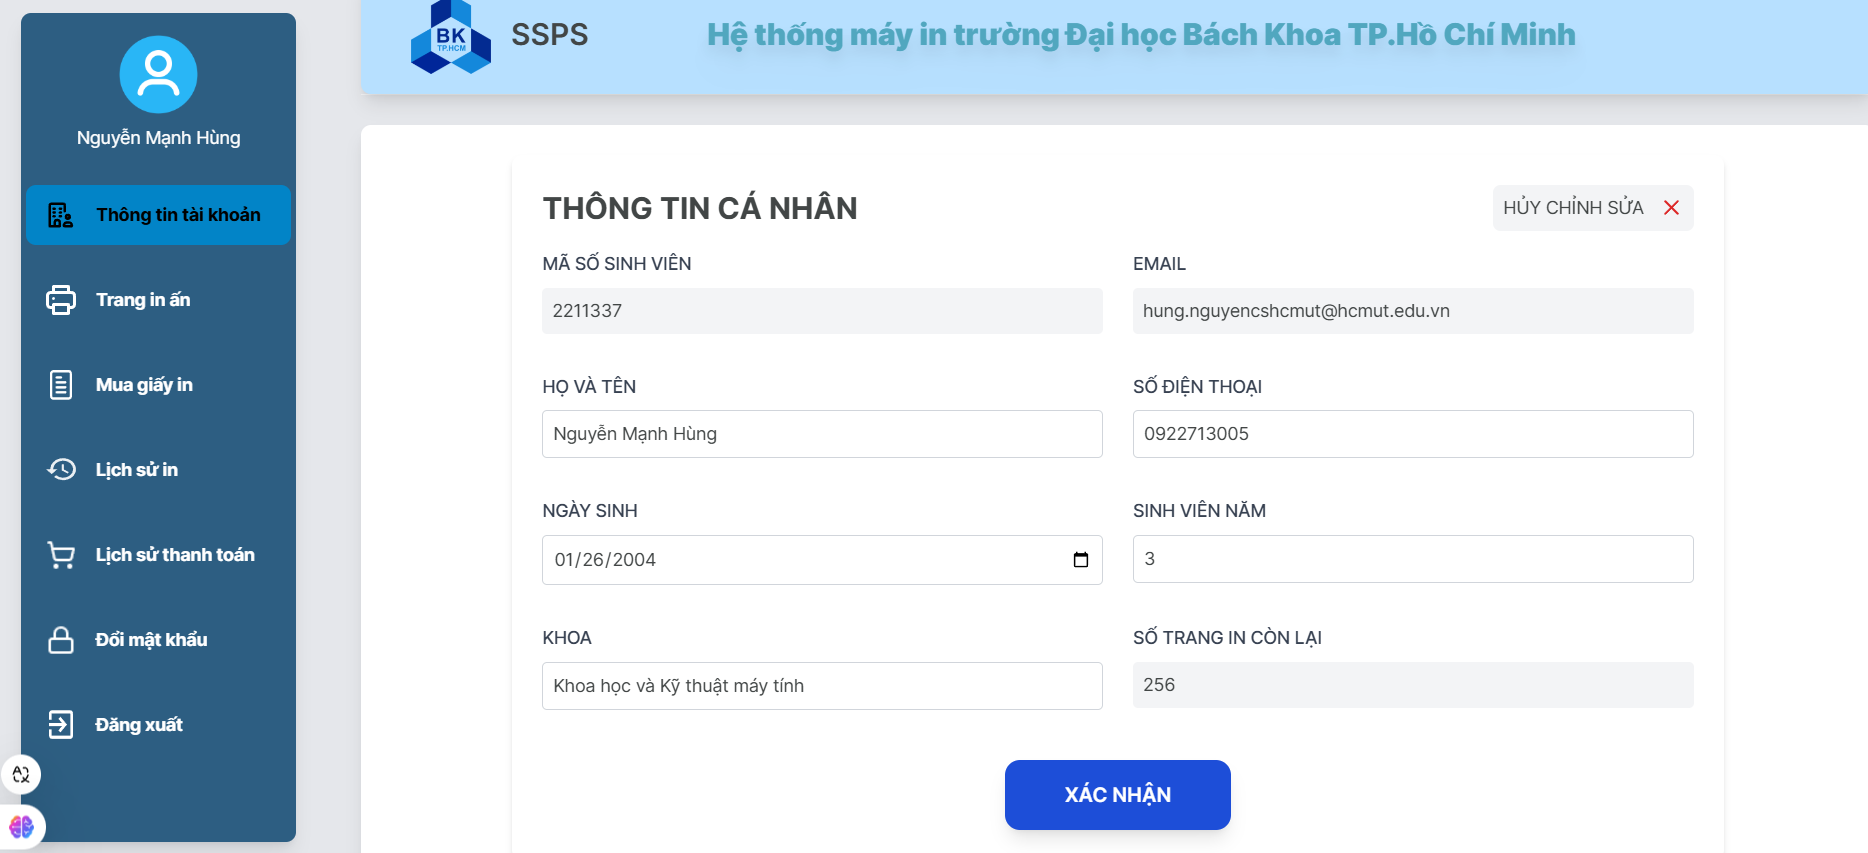 Nguyễn Mạnh Hùng
Thông tin tài khoản
Trang in ấn
Mua giấy in
Lịch sử in
Lịch sử thanh toán
Đổi mật khẩu
Đăng xuất
BK
TP.HCM
SSPS
Hệ thống máy in trường Đại học Bách Khoa TP.Hồ Chí Minh
THÔNG TIN CÁ NHÂN
HỦY CHỈNH SỬA
MÃ SỐ SINH VIÊN
2211337
EMAIL
hung.nguyencshcmut@hcmut.edu.vn
HỌ VÀ TÊN
Nguyễn Mạnh Hùng
SỐ ĐIỆN THOẠI
0922713005
NGÀY SINH
01/26/2004
SINH VIÊN NĂM
3
KHOA
Khoa học và Kỹ thuật máy tính
SỐ TRANG IN CÒN LẠI
256
XÁC NHẬN